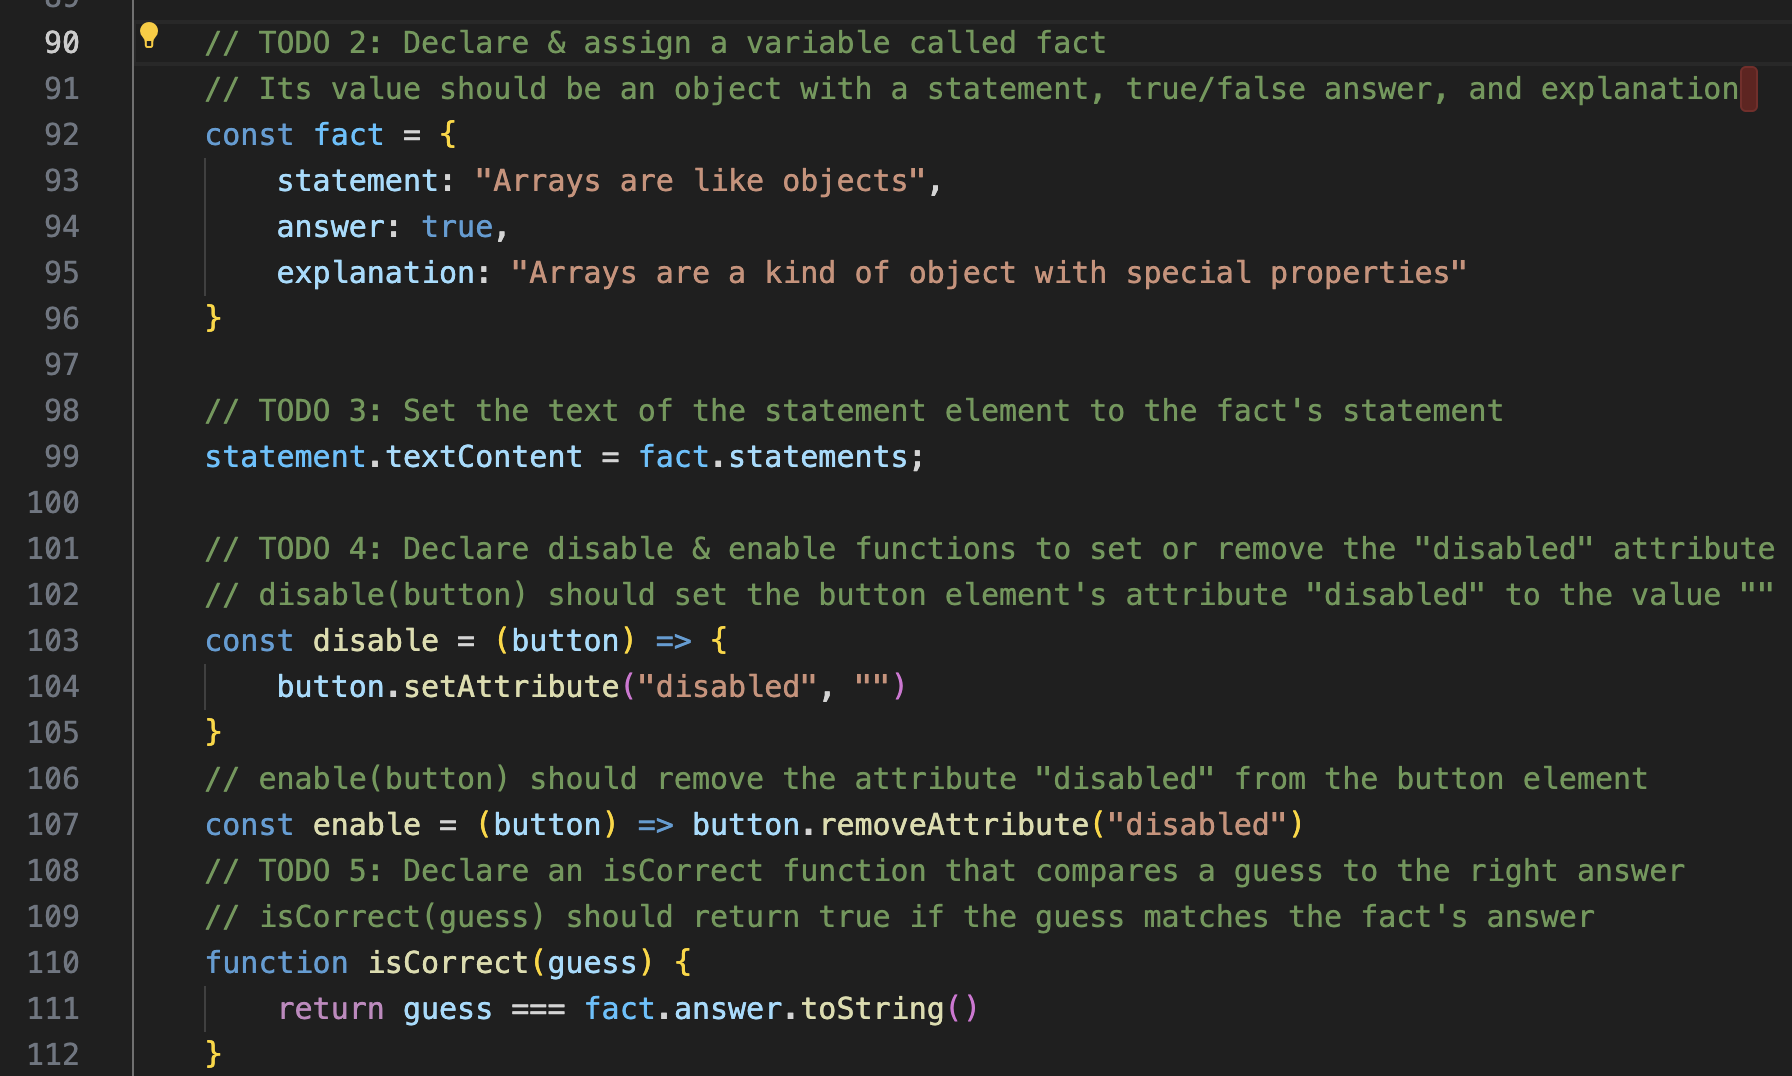 89
90 // TODO 2: Declare & assign a variable called fact
91 // Its value should be an object with a statement, true/false answer, and explanation
92 const fact = {
93 statement: "Arrays are like objects",
94 answer: true,
95 explanation: "Arrays are a kind of object with special properties"
96 }
97
98 // TODO 3: Set the text of the statement element to the fact's statement
99 statement.textContent = fact.statements;
100
101 // TODO 4: Declare disable & enable functions to set or remove the "disabled" attribute
102 // disable(button) should set the button element's attribute "disabled" to the value ""
103 const disable = (button) => {
104 button.setAttribute("disabled", "")
105 }
106 // enable(button) should remove the attribute "disabled" from the button element
107 const enable = (button) => button.removeAttribute("disabled")
108 // TODO 5: Declare an isCorrect function that compares a guess to the right answer
109 // isCorrect(guess) should return true if the guess matches the fact's answer
110 function isCorrect(guess) {
111 return guess === fact.answer.toString()
112 }